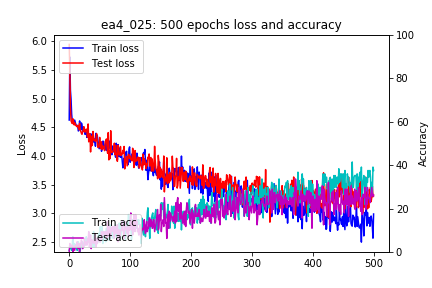 ea4_025: 500 epochs loss and accuracy
Train loss
Test loss
Train acc
Test acc
Loss
6.0
5.5
5.0
4.5
4.0
3.5
3.0
2.5
Accuracy
100
80
60
40
20
0
0
100
200
300
400
500